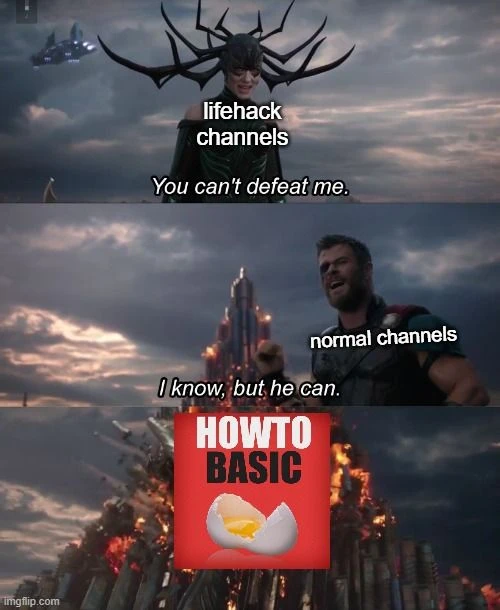 lifehack
channels
You can't defeat me.
normal channels
I know, but he can.
HOWTO
BASIC
imgflip.com